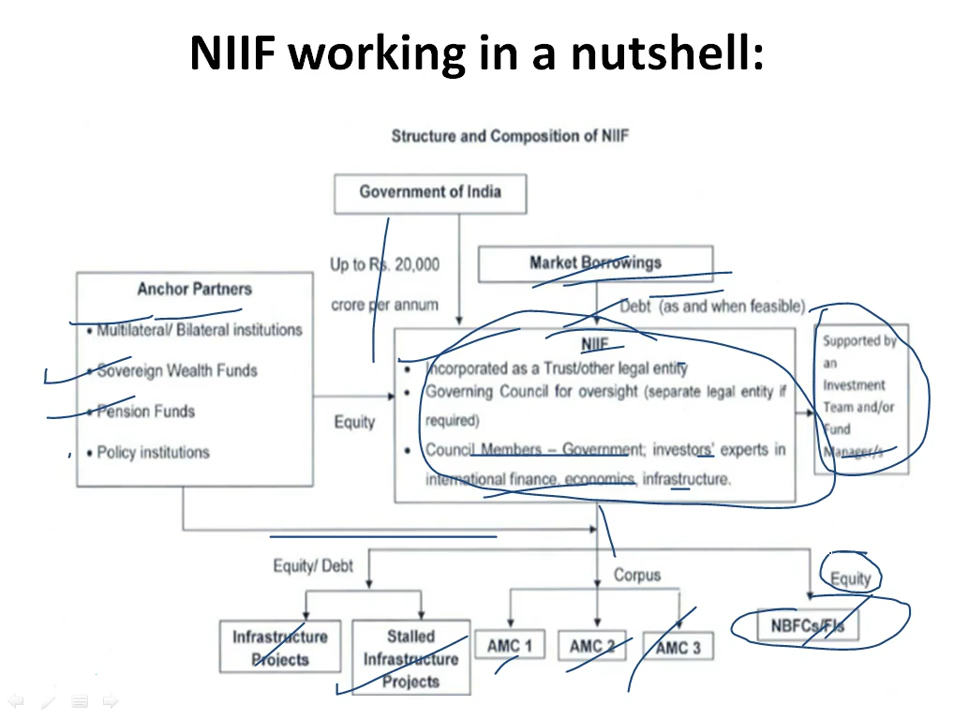 NIIF working in a nutshell:
Structure and Composition of NIIF
Government of India
Up to Rs. 20,000
crore per annum
Market Borrowings
Debt (as and when feasible)
Anchor Partners
• Multilateral/ Bilateral institutions
• Sovereign Wealth Funds
• Pension Funds
• Policy institutions
Equity
NIIF
• Incorporated as a Trust/other legal entity
• Governing Council for oversight (separate legal entity if
required)
• Council Members – Government; investors' experts in
international finance, economics, infrastructure.
Supported by
an
Investment
Team and/or
Fund
Manager/s
Equity/ Debt
Corpus
Equity
Infrastructure
Projects
Stalled
Infrastructure
Projects
AMC 1
AMC 2
AMC 3
NBFCs/FIs